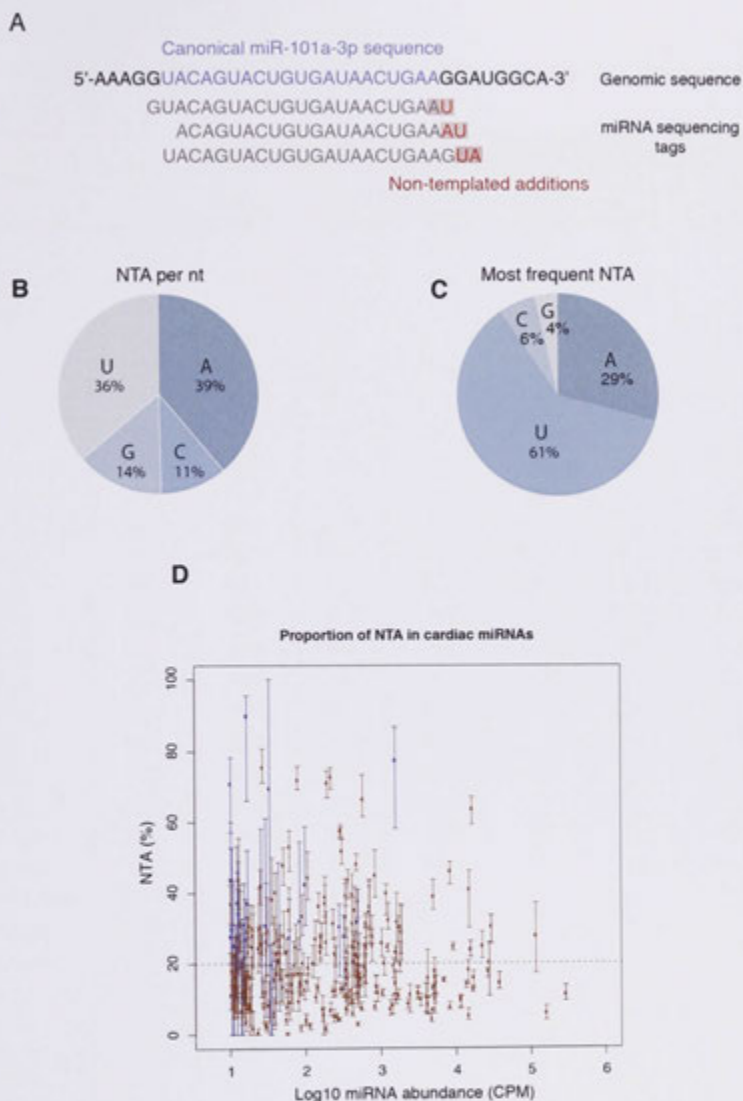 A
Canonical miR-101a-3p sequence
5'-AAAGGUACAGUACUGUGAUAACUGAAGGAUGGCA-3' Genomic sequence
GUACAGUACUGUGAUAACUGAAU
ACAGUACUGUGAUAACUGAAAU
UACAGUACUGUGAUAACUGAAGUA
miRNA sequencing
tags
Non-templated additions
B
NTA per nt
U
36%
A
39%
G
14%
C
11%
C
Most frequent NTA
C
6%
G
4%
A
29%
U
61%
D
Proportion of NTA in cardiac miRNAs
NTA (%)
100
80
60
40
20
0
1 2 3 4 5 6
Log10 miRNA abundance (CPM)